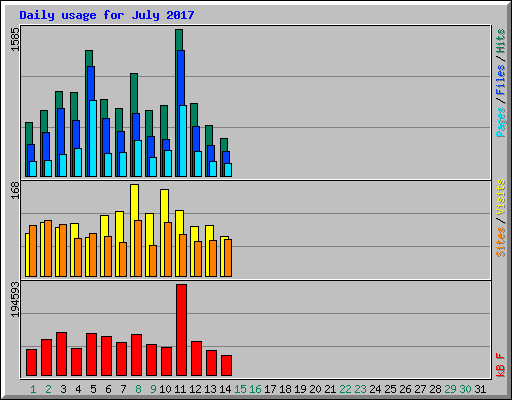 Daily usage for July 2017
1585
Pages/Files/Hits
168
Sites/Visits
194593
kB F
1 2 3 4 5 6 7 8 9 10 11 12 13 14 15 16 17 18 19 20 21 22 23 24 25 26 27 28 29 30 31